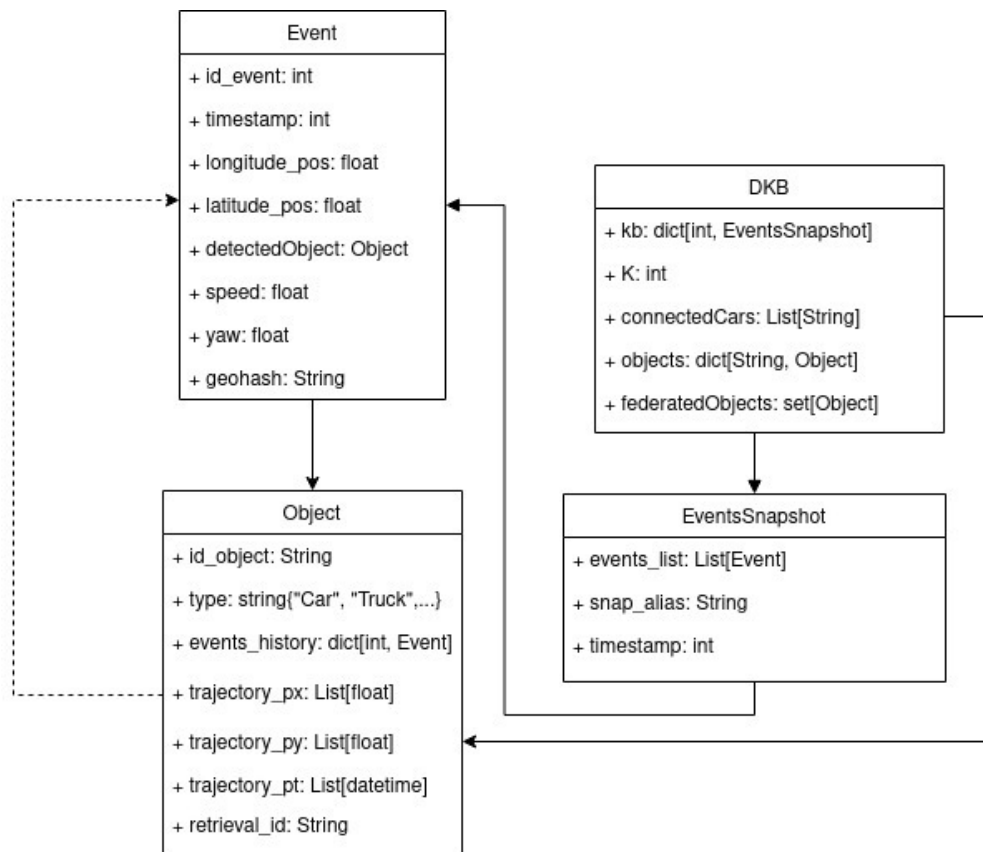 Event
+ id_event: int
+ timestamp: int
+ longitude_pos: float
+ latitude_pos: float
+ detectedObject: Object
+ speed: float
+ yaw: float
+ geohash: String
DKB
+ kb: dict[int, EventsSnapshot]
+ K: int
+ connectedCars: List[String]
+ objects: dict[String, Object]
+ federatedObjects: set[Object]
Object
+ id_object: String
+ type: string{"Car", "Truck",...}
+ events_history: dict[int, Event]
+ trajectory_px: List[float]
+ trajectory_py: List[float]
+ trajectory_pt: List[datetime]
+ retrieval_id: String
EventsSnapshot
+ events_list: List[Event]
+ snap_alias: String
+ timestamp: int